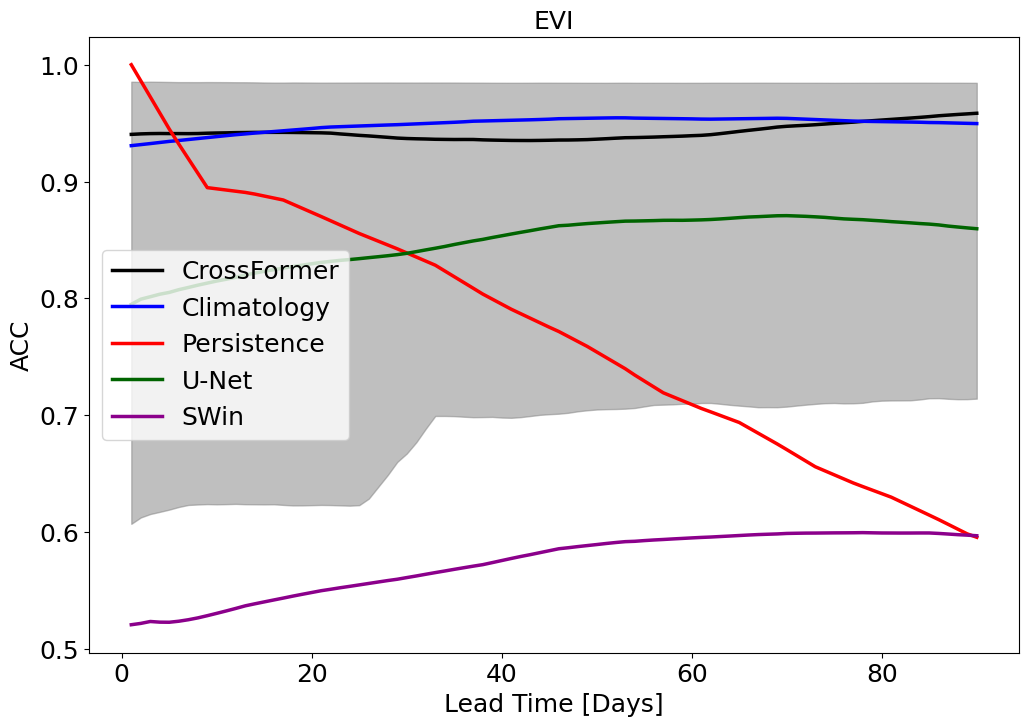 EVI
ACC
1.0
0.9
0.8
0.7
0.6
0.5
CrossFormer
Climatology
Persistence
U-Net
SWin
0 20 40 60 80
Lead Time [Days]